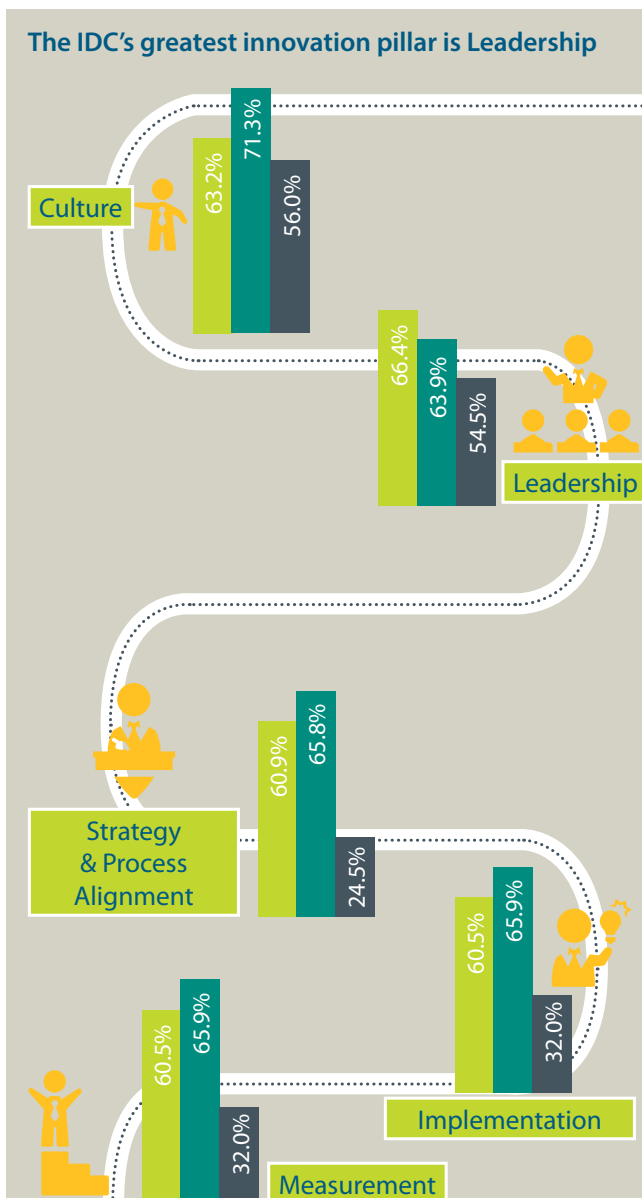 The IDC’s greatest innovation pillar is Leadership
Culture
63.2%
71.3%
56.0%
66.4%
63.9%
54.5%
Leadership
60.9%
65.8%
24.5%
Strategy
& Process
Alignment
60.5%
65.9%
32.0%
Implementation
60.5%
65.9%
32.0%
Measurement